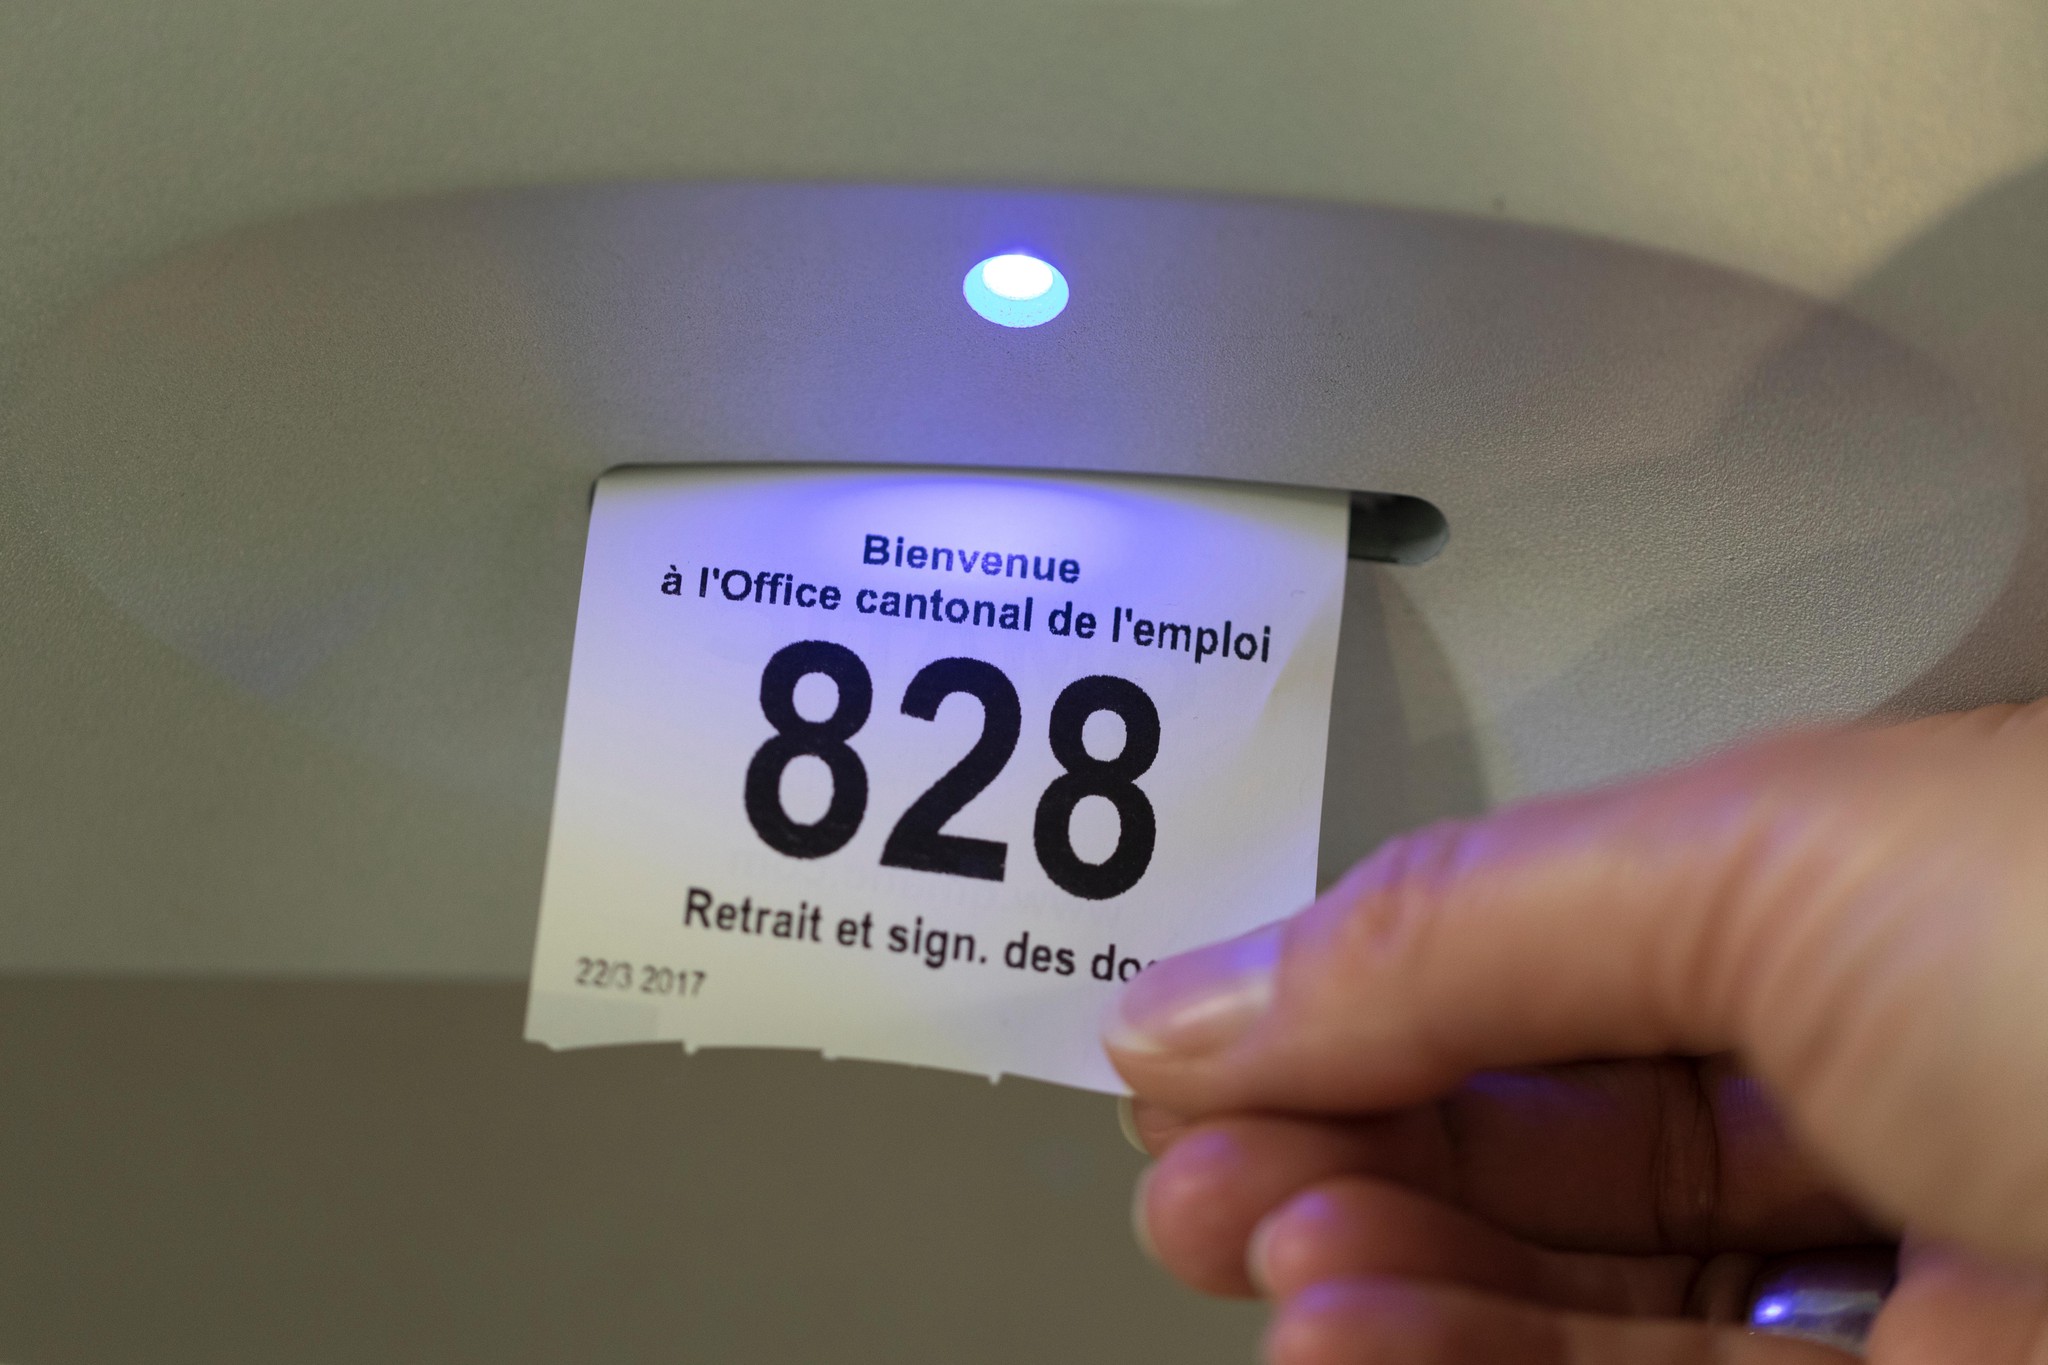 Bienvenue
à l'Office cantonal de l'emploi
828
Retrait et sign. des
22/3 2017